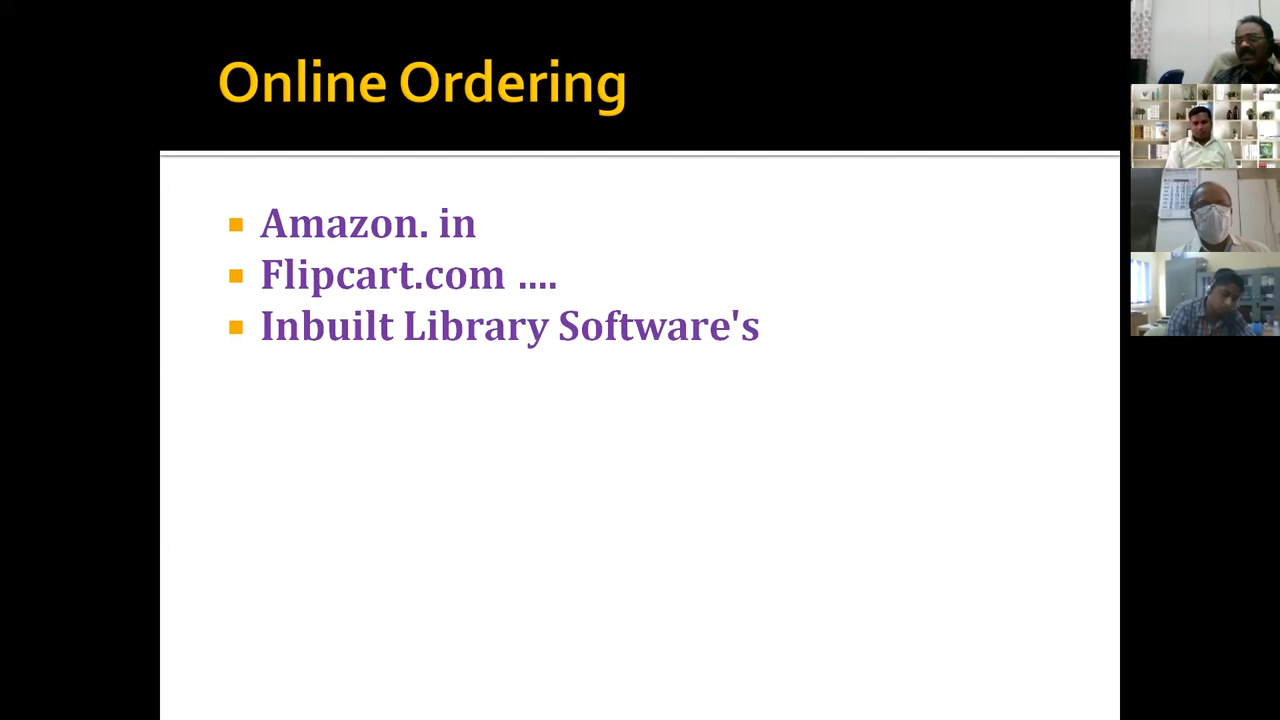 Online Ordering
Amazon. in
Flipcart.com ....
Inbuilt Library Software's